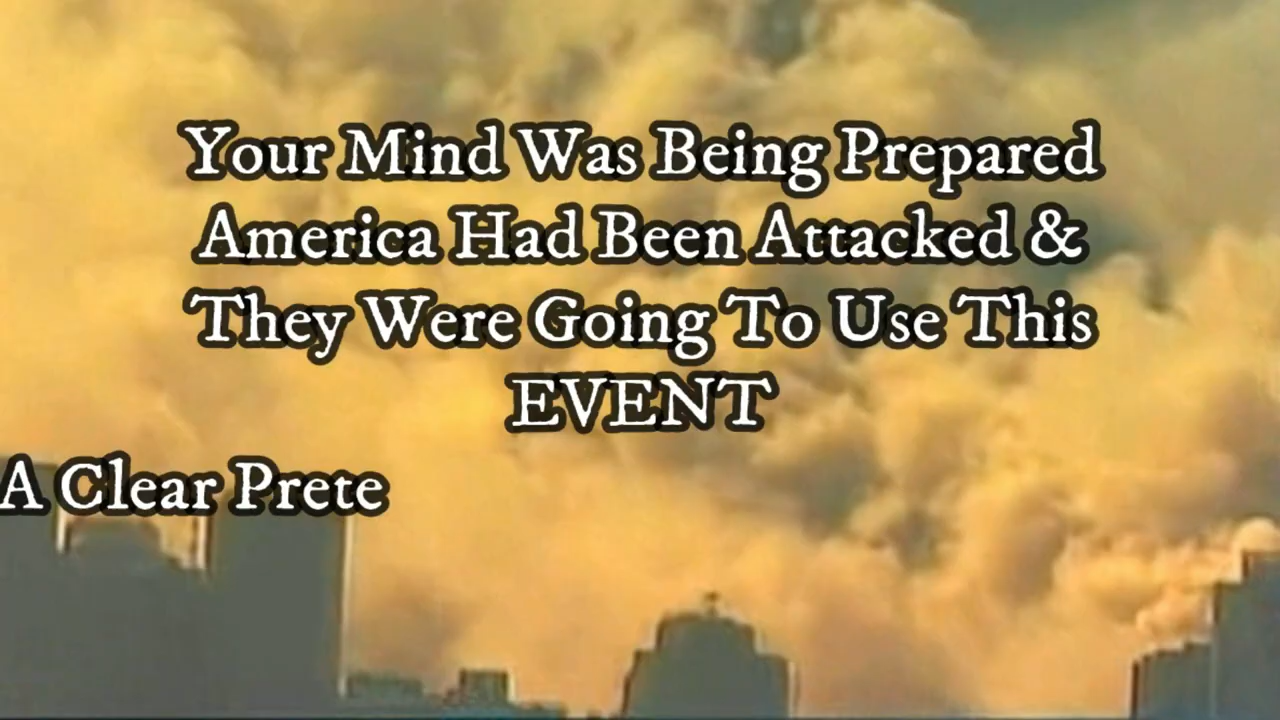 Your Mind Was Being Prepared
America Had Been Attacked &
They Were Going To Use This
EVENT
A Clear Prete